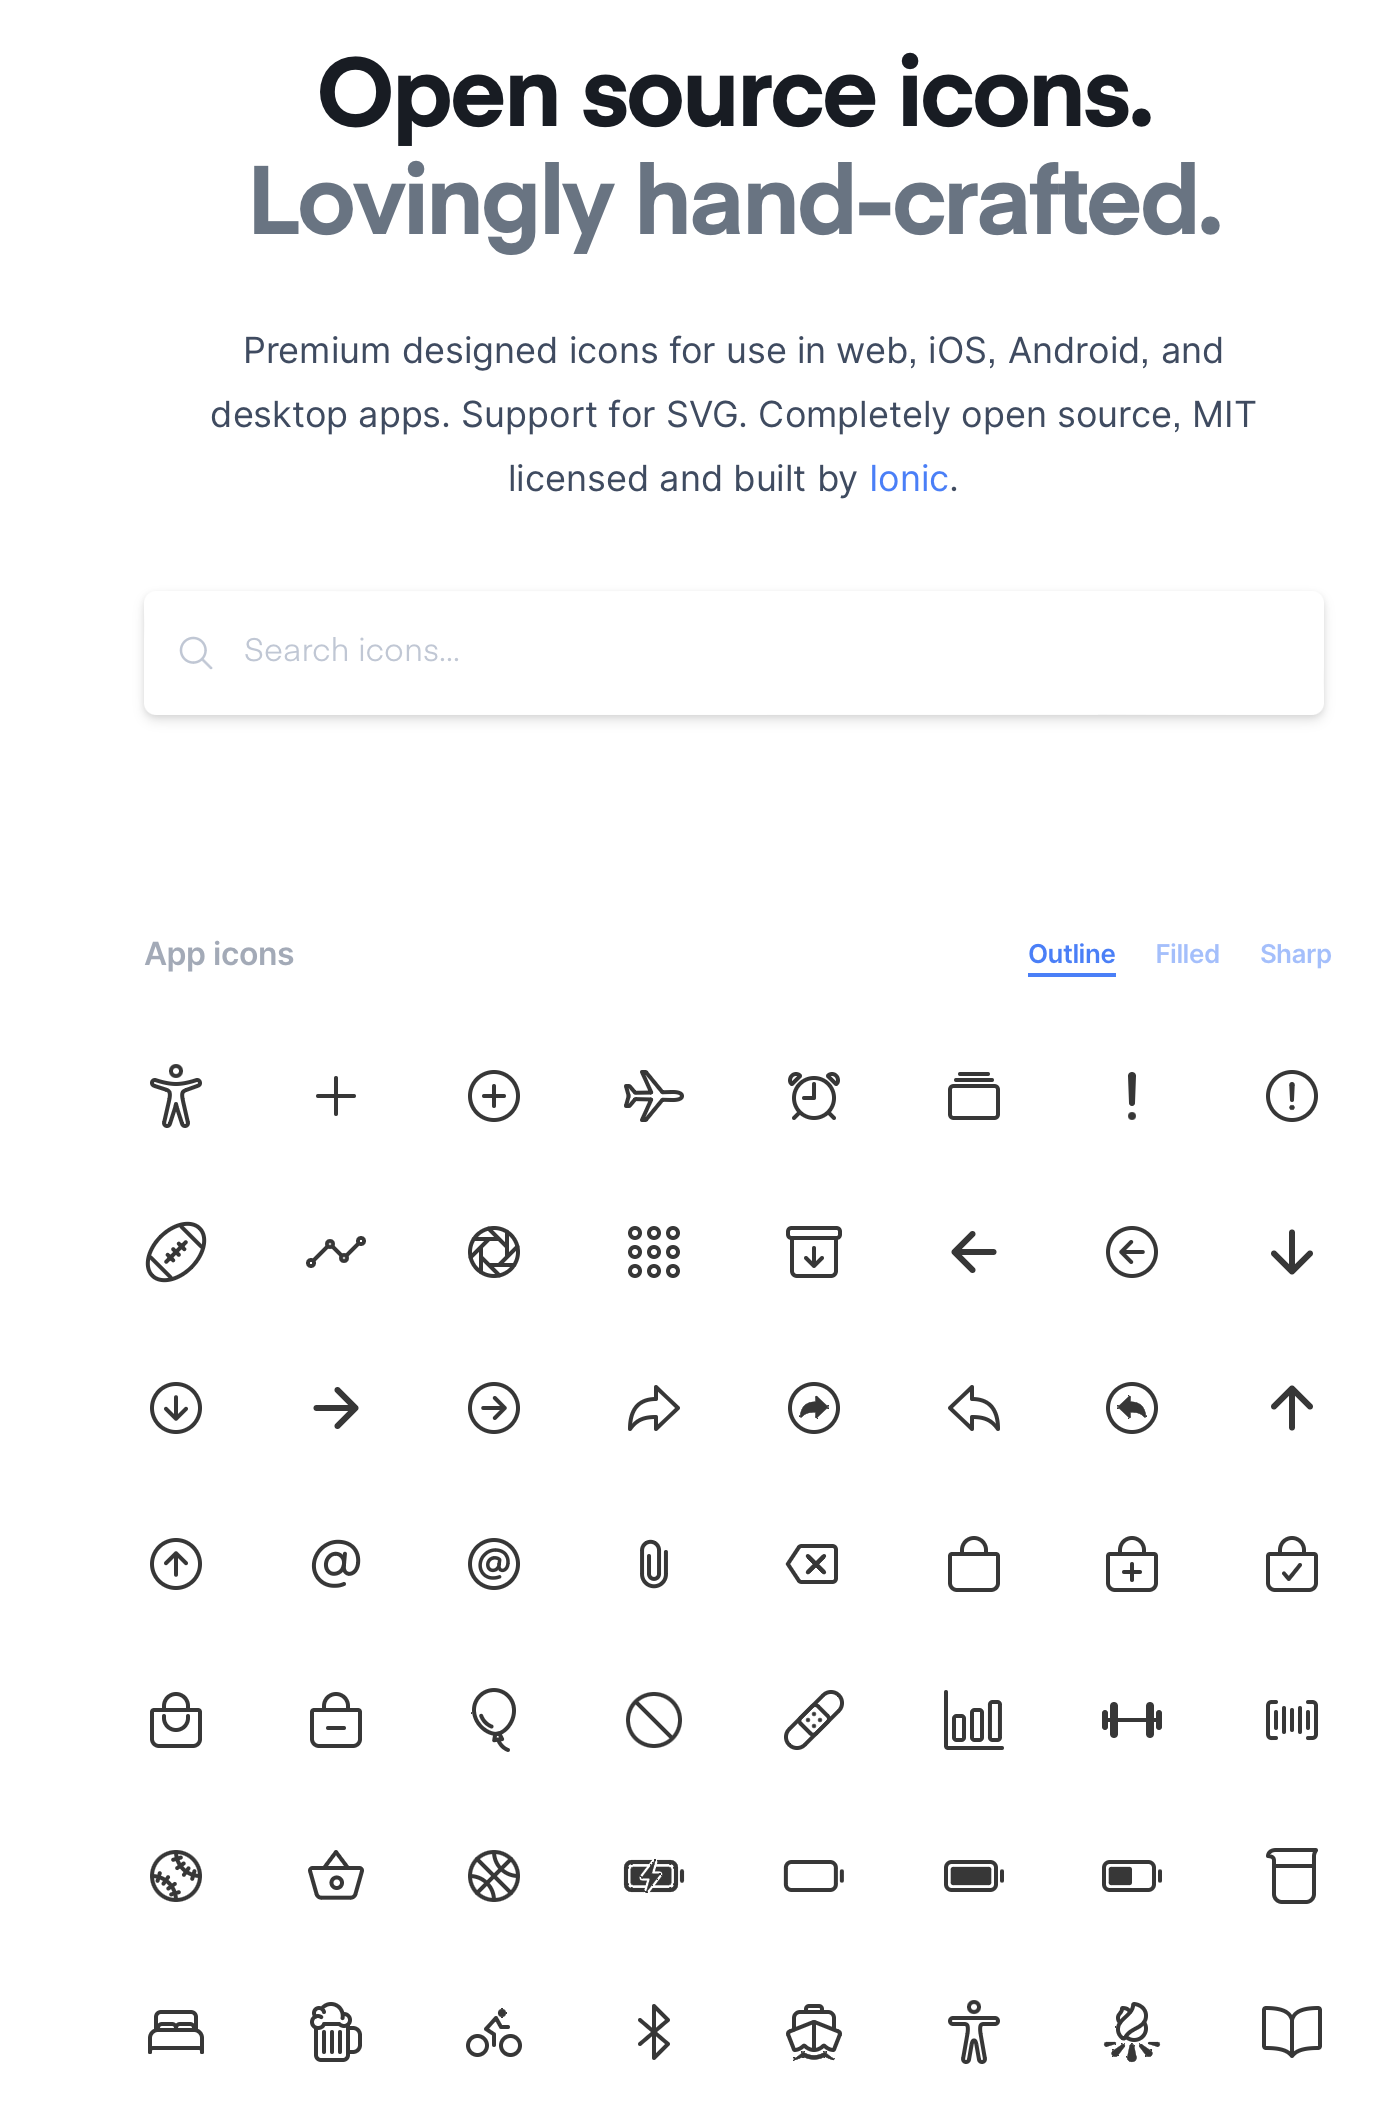 Open source icons.
Lovingly hand-crafted.
Premium designed icons for use in web, iOS, Android, and
desktop apps. Support for SVG. Completely open source, MIT
licensed and built by Ionic.
Search icons...
App icons
Outline Filled Sharp